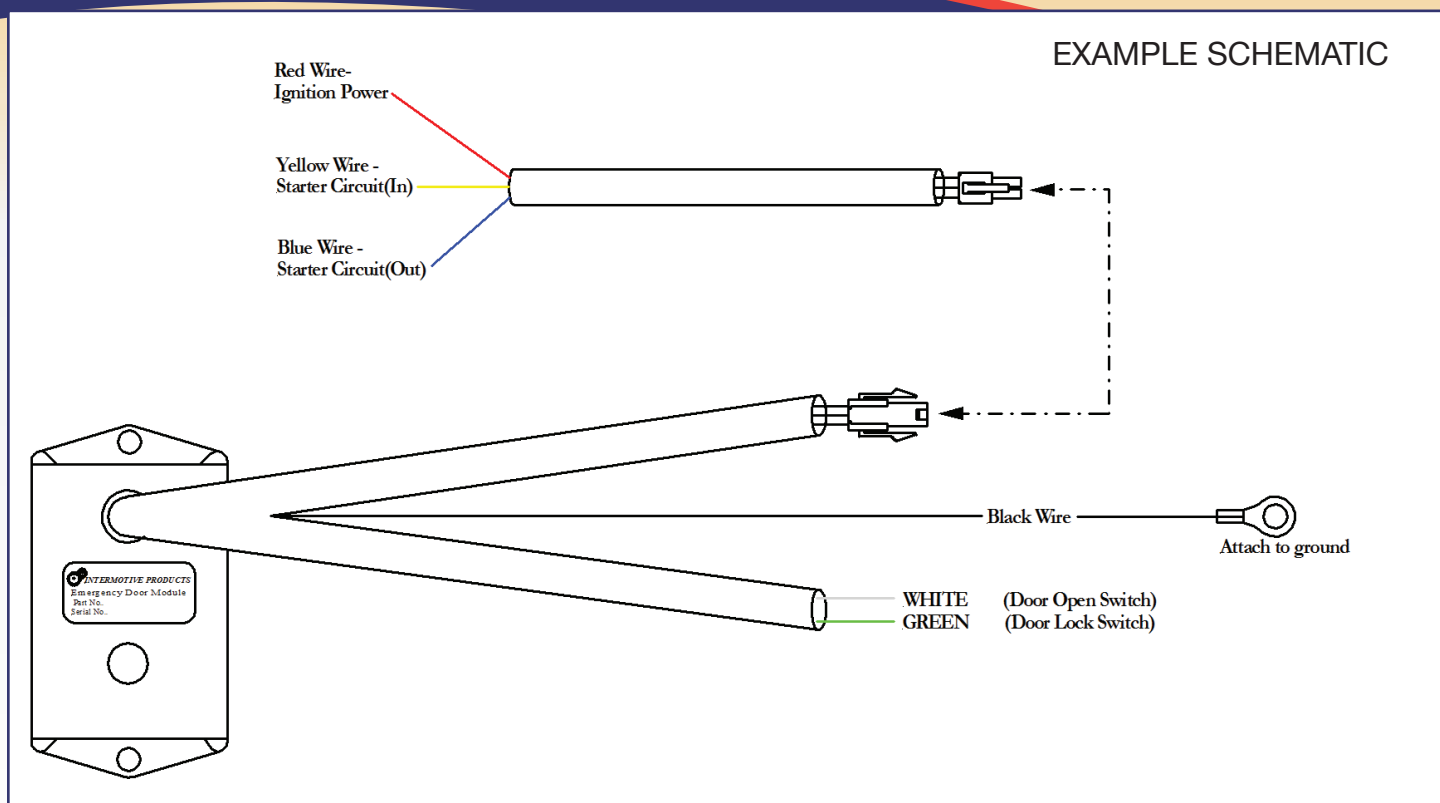 EXAMPLE SCHEMATIC
Red Wire-
Ignition Power
Yellow Wire -
Starter Circuit(In)
Blue Wire -
Starter Circuit(Out)
Black Wire
Attach to ground
INTERMOTIVE PRODUCTS
Emergency Door Module
Part No..
Serial No..
WHITE (Door Open Switch)
GREEN (Door Lock Switch)